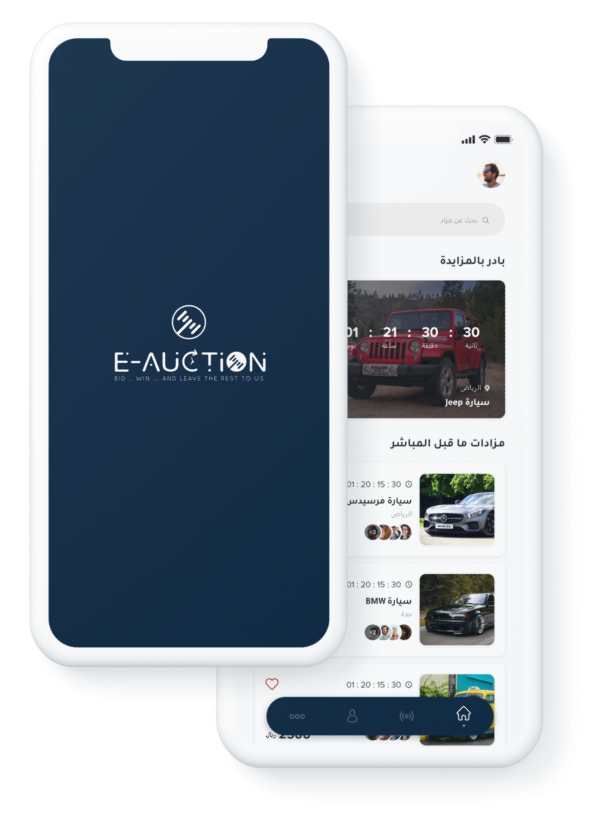 E-AUCTION
BID ... WIN ... AND LEAVE THE REST TO US
بحث عن مزاد
بادر بالمزايدة
01 : 21 : 30 : 30
ساعة دقيقة ثانية
الرياض
سيارة Jeep
مزادات ما قبل المباشر
01 : 20 : 15 : 30
سيارة مرسيدس
الرياض
+3
01 : 20 : 15 : 30
سيارة BMW
جدة
+2
01 : 20 : 15 : 30
ريال